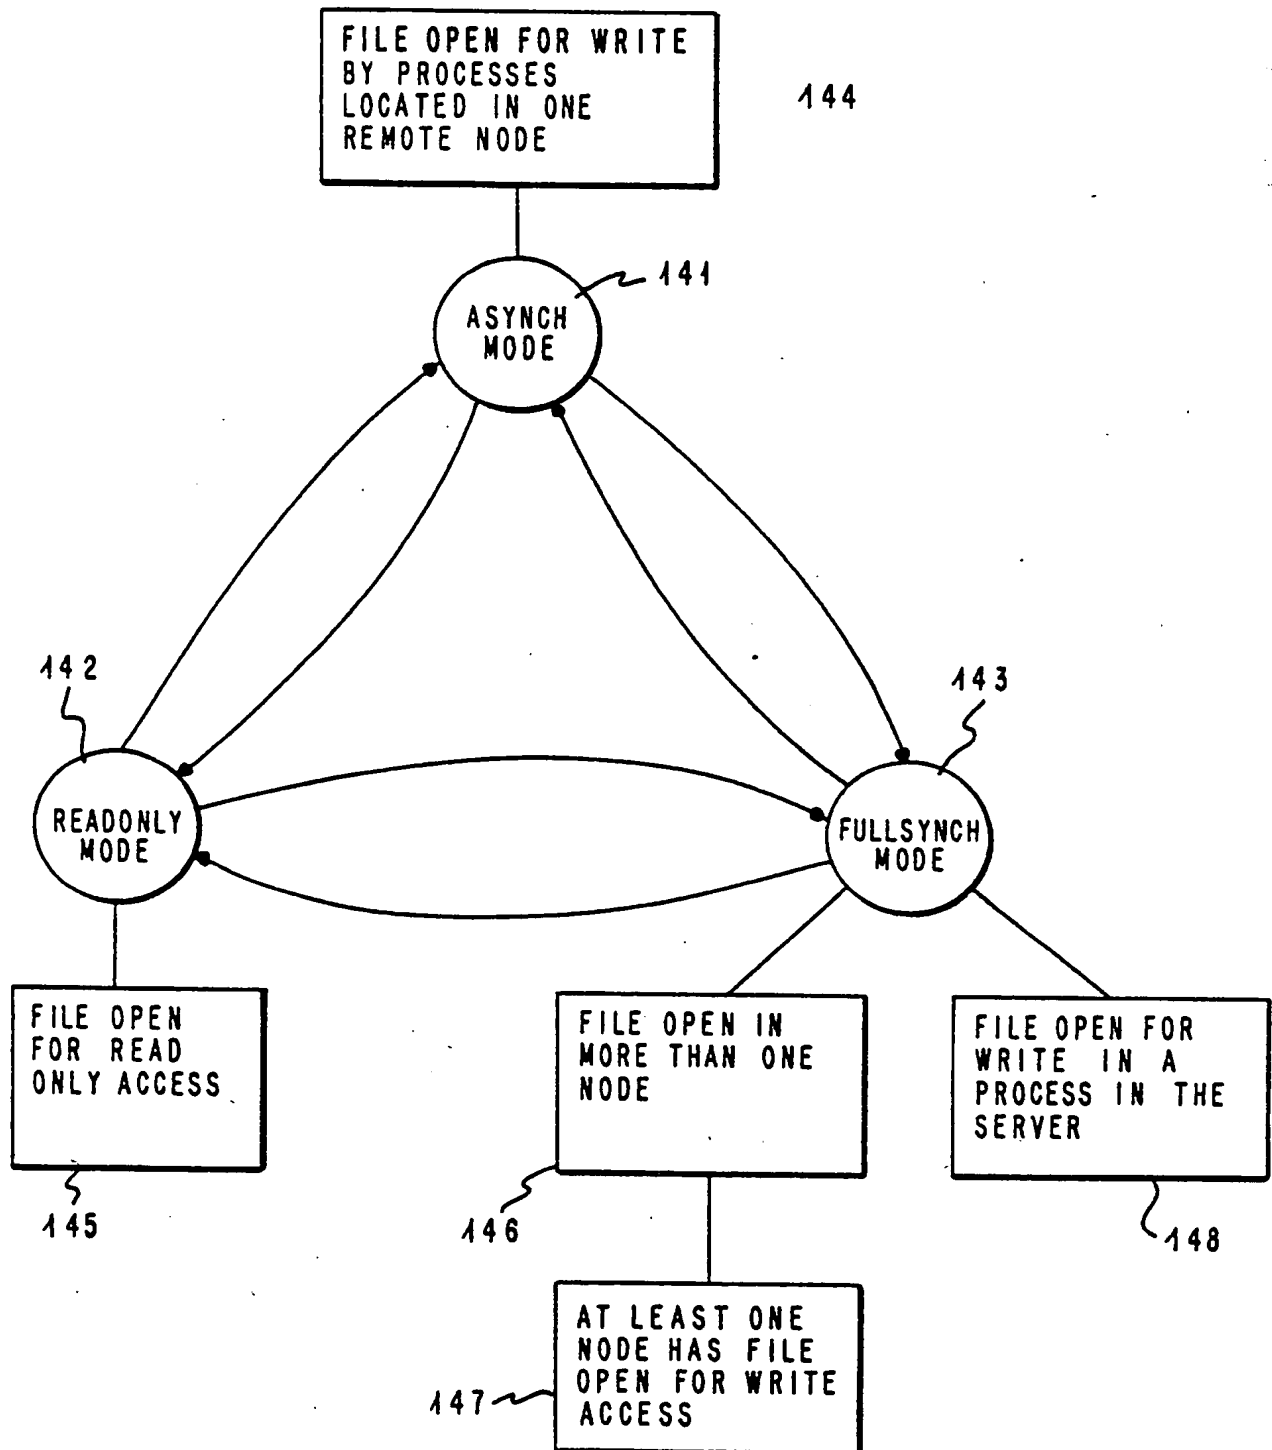 FILE OPEN FOR WRITE
BY PROCESSES
LOCATED IN ONE
REMOTE NODE
144
141
ASYNCH
MODE
142
143
READONLY
MODE
FULLSYNCH
MODE
FILE OPEN
FOR READ
ONLY ACCESS
FILE OPEN IN
MORE THAN ONE
NODE
FILE OPEN FOR
WRITE IN A
PROCESS IN THE
SERVER
145
146
148
AT LEAST ONE
NODE HAS FILE
OPEN FOR WRITE
ACCESS
147